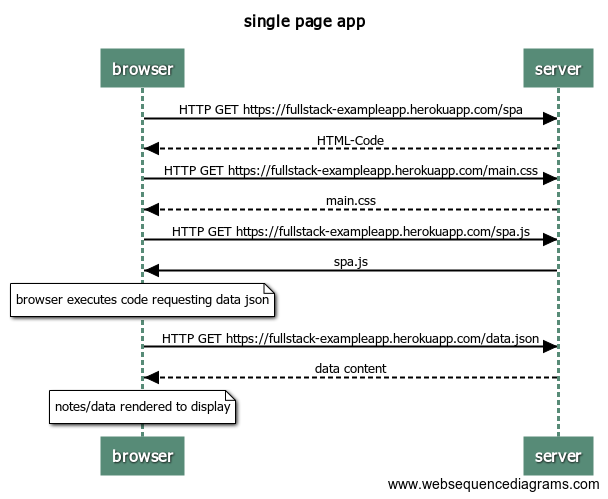 single page app
browser
server
HTTP GET https://fullstack-exampleapp.herokuapp.com/spa
HTML-Code
HTTP GET https://fullstack-exampleapp.herokuapp.com/main.css
main.css
HTTP GET https://fullstack-exampleapp.herokuapp.com/spa.js
spa.js
browser executes code requesting data json
HTTP GET https://fullstack-exampleapp.herokuapp.com/data.json
data content
notes/data rendered to display
browser
server
www.websequencediagrams.com